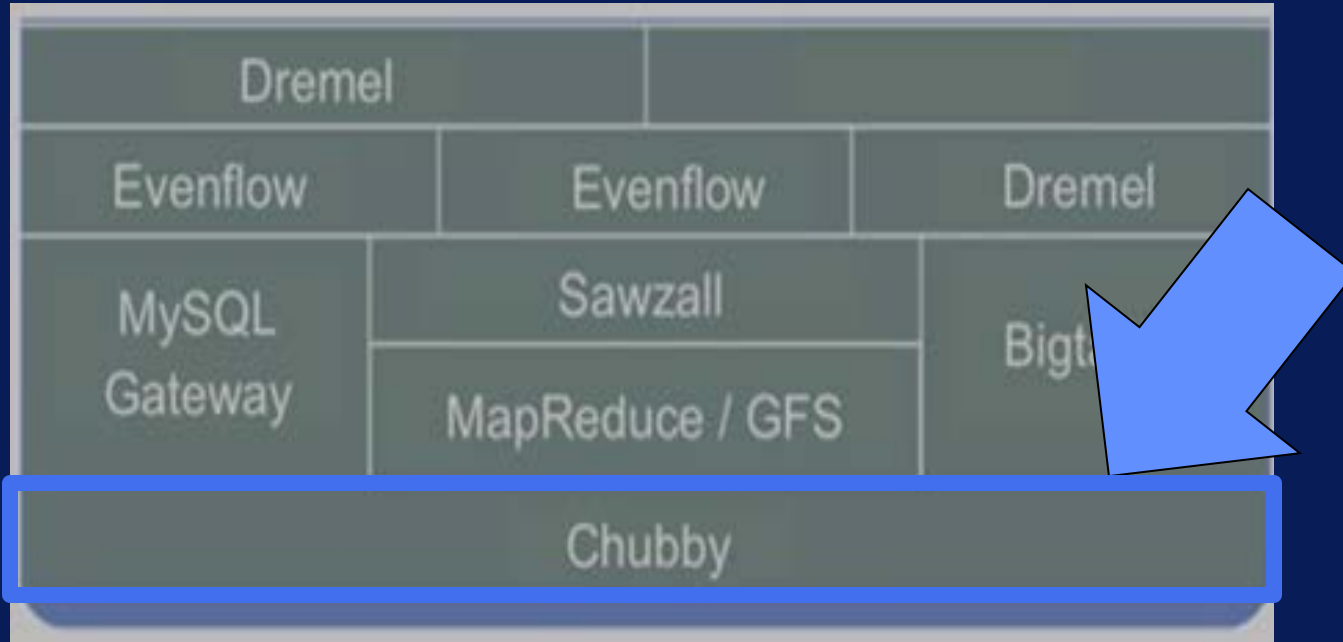 Dremel
Evenflow Evenflow Dremel
MySQL
Gateway
Sawzall
MapReduce / GFS
Chubby